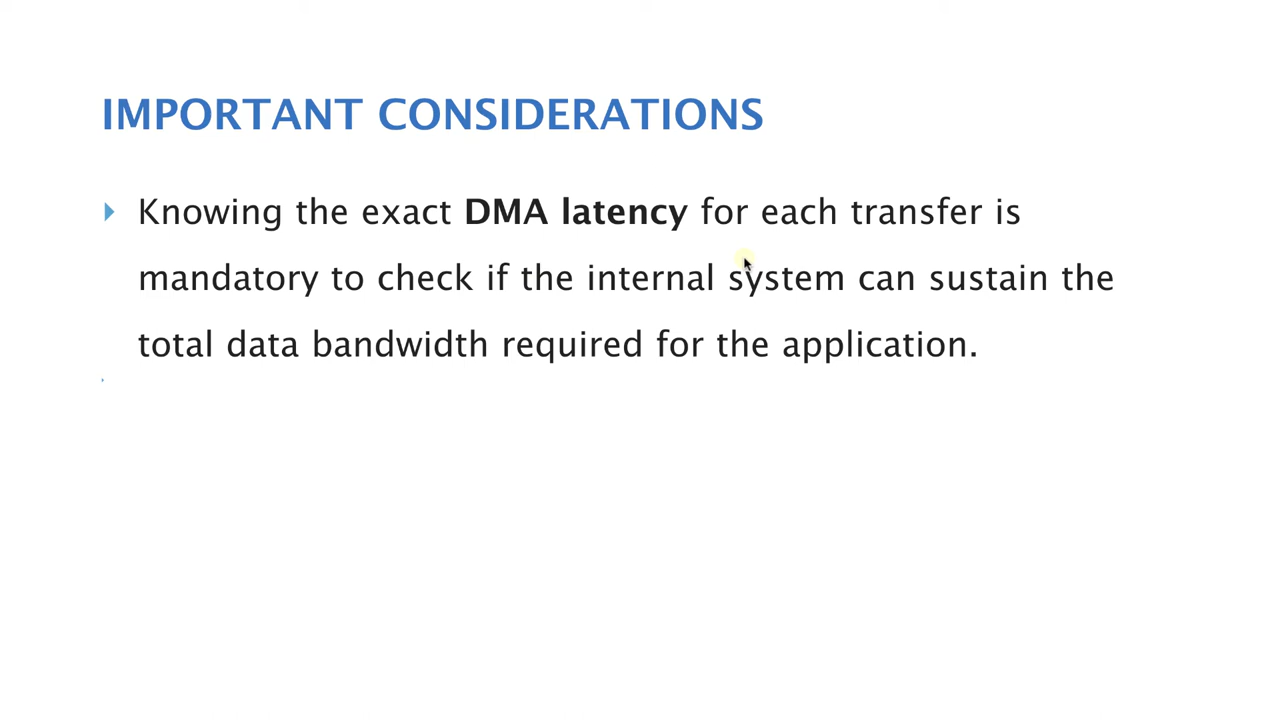 IMPORTANT CONSIDERATIONS
Knowing the exact DMA latency for each transfer is
mandatory to check if the internal system can sustain the
total data bandwidth required for the application.